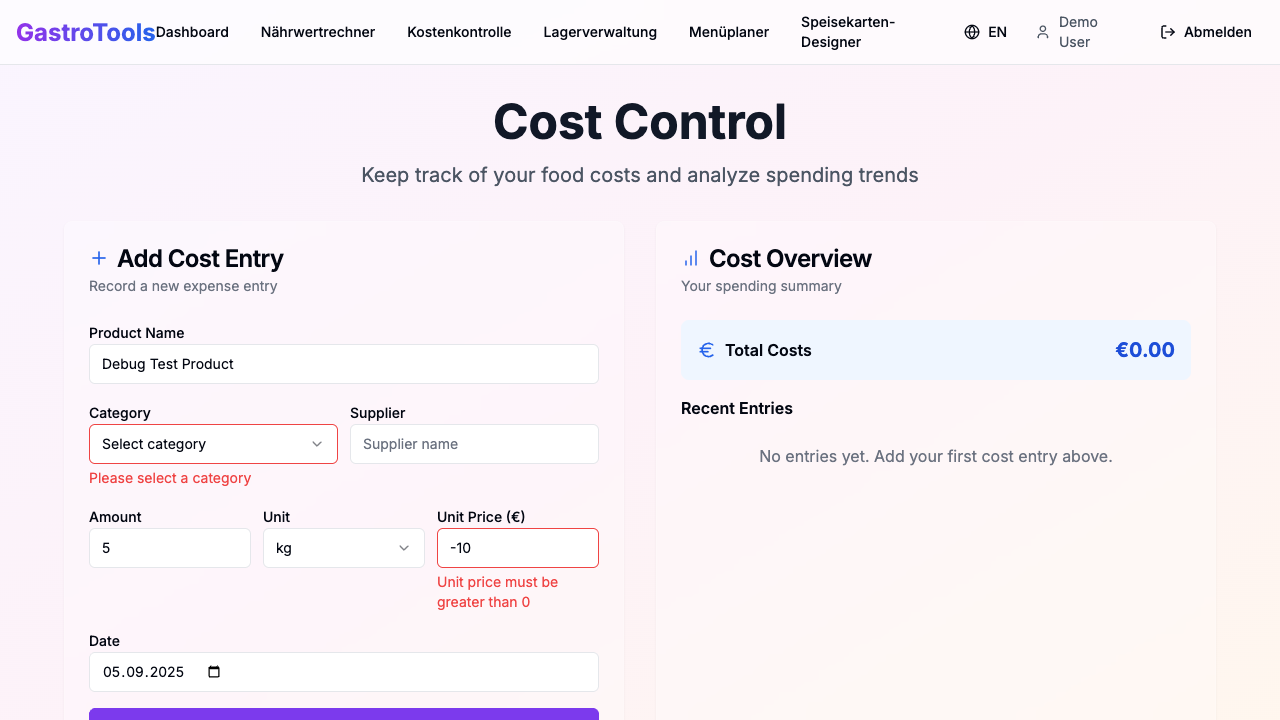 GastroTools
Dashboard
Nährwertrechner
Kostenkontrolle
Lagerverwaltung
Menüplaner
Speisekarten-
Designer
EN
Demo
User
Abmelden
Cost Control
Keep track of your food costs and analyze spending trends
Add Cost Entry
Record a new expense entry
Product Name
Debug Test Product
Category
Supplier
Select category
Supplier name
Please select a category
Amount
Unit
Unit Price (€)
5
kg
-10
Unit price must be
greater than 0
Date
05.09.2025
Cost Overview
Your spending summary
Total Costs
€0.00
Recent Entries
No entries yet. Add your first cost entry above.